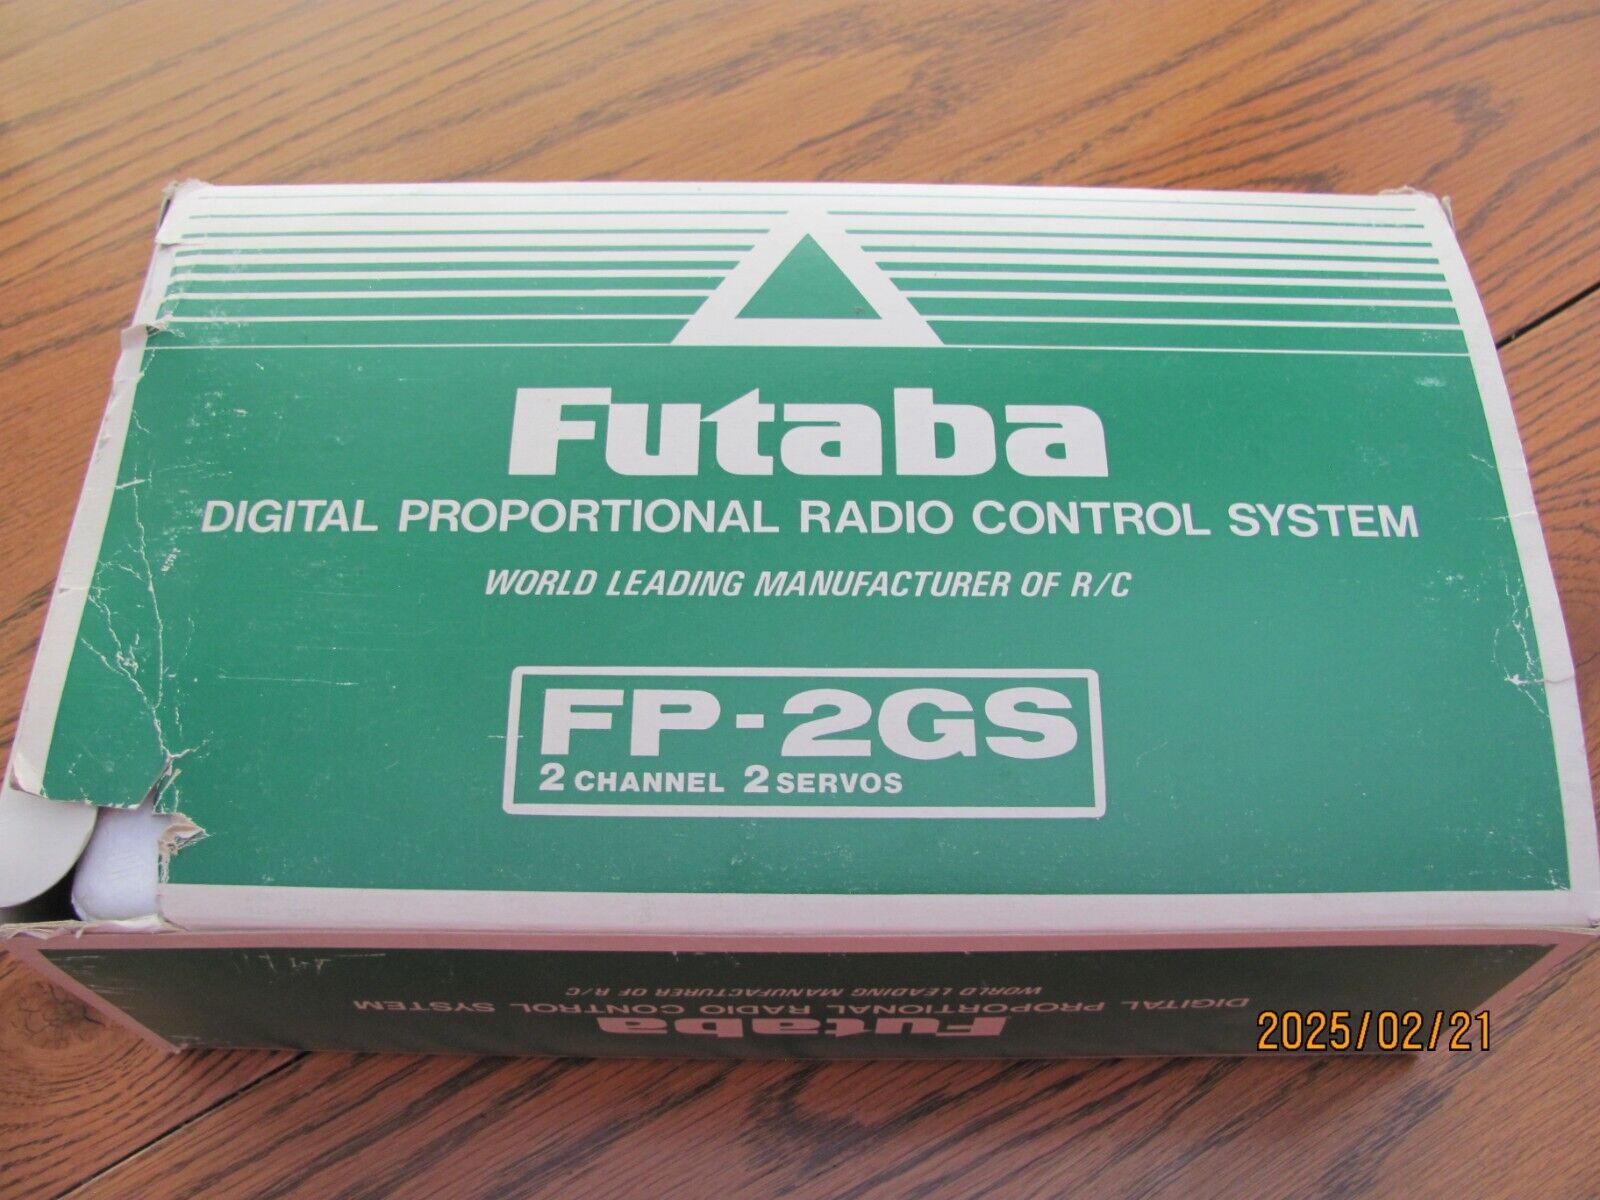 Futaba
DIGITAL PROPORTIONAL RADIO CONTROL SYSTEM
WORLD LEADING MANUFACTURER OF R/C
FP-2GS
2 CHANNEL 2 SERVOS
Futaba
DIGITAL PROPORTIONAL RADIO CONTROL SYSTEM
WORLD LEADING MANUFACTURER OF R/C
2025/02/21